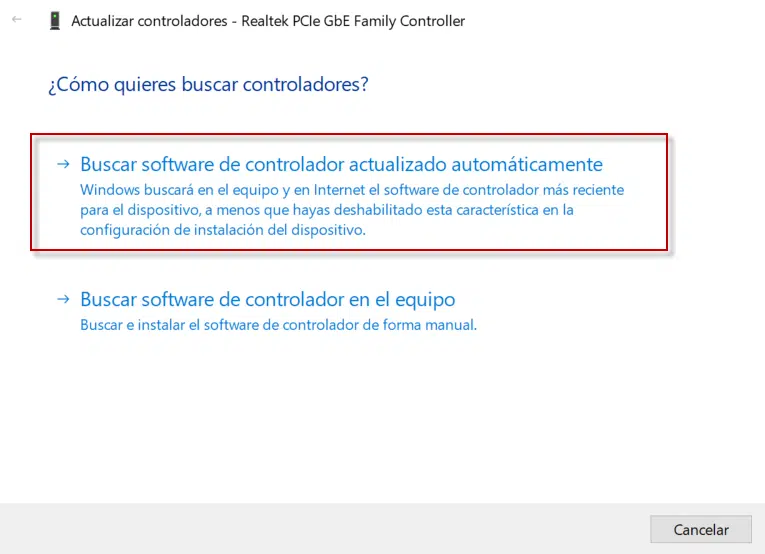 Actualizar controladores - Realtek PCIe GbE Family Controller
¿Cómo quieres buscar controladores?
Buscar software de controlador actualizado automáticamente
Windows buscará en el equipo y en Internet el software de controlador más reciente
para el dispositivo, a menos que hayas deshabilitado esta característica en la
configuración de instalación del dispositivo.
Buscar software de controlador en el equipo
Buscar e instalar el software de controlador de forma manual.
Cancelar